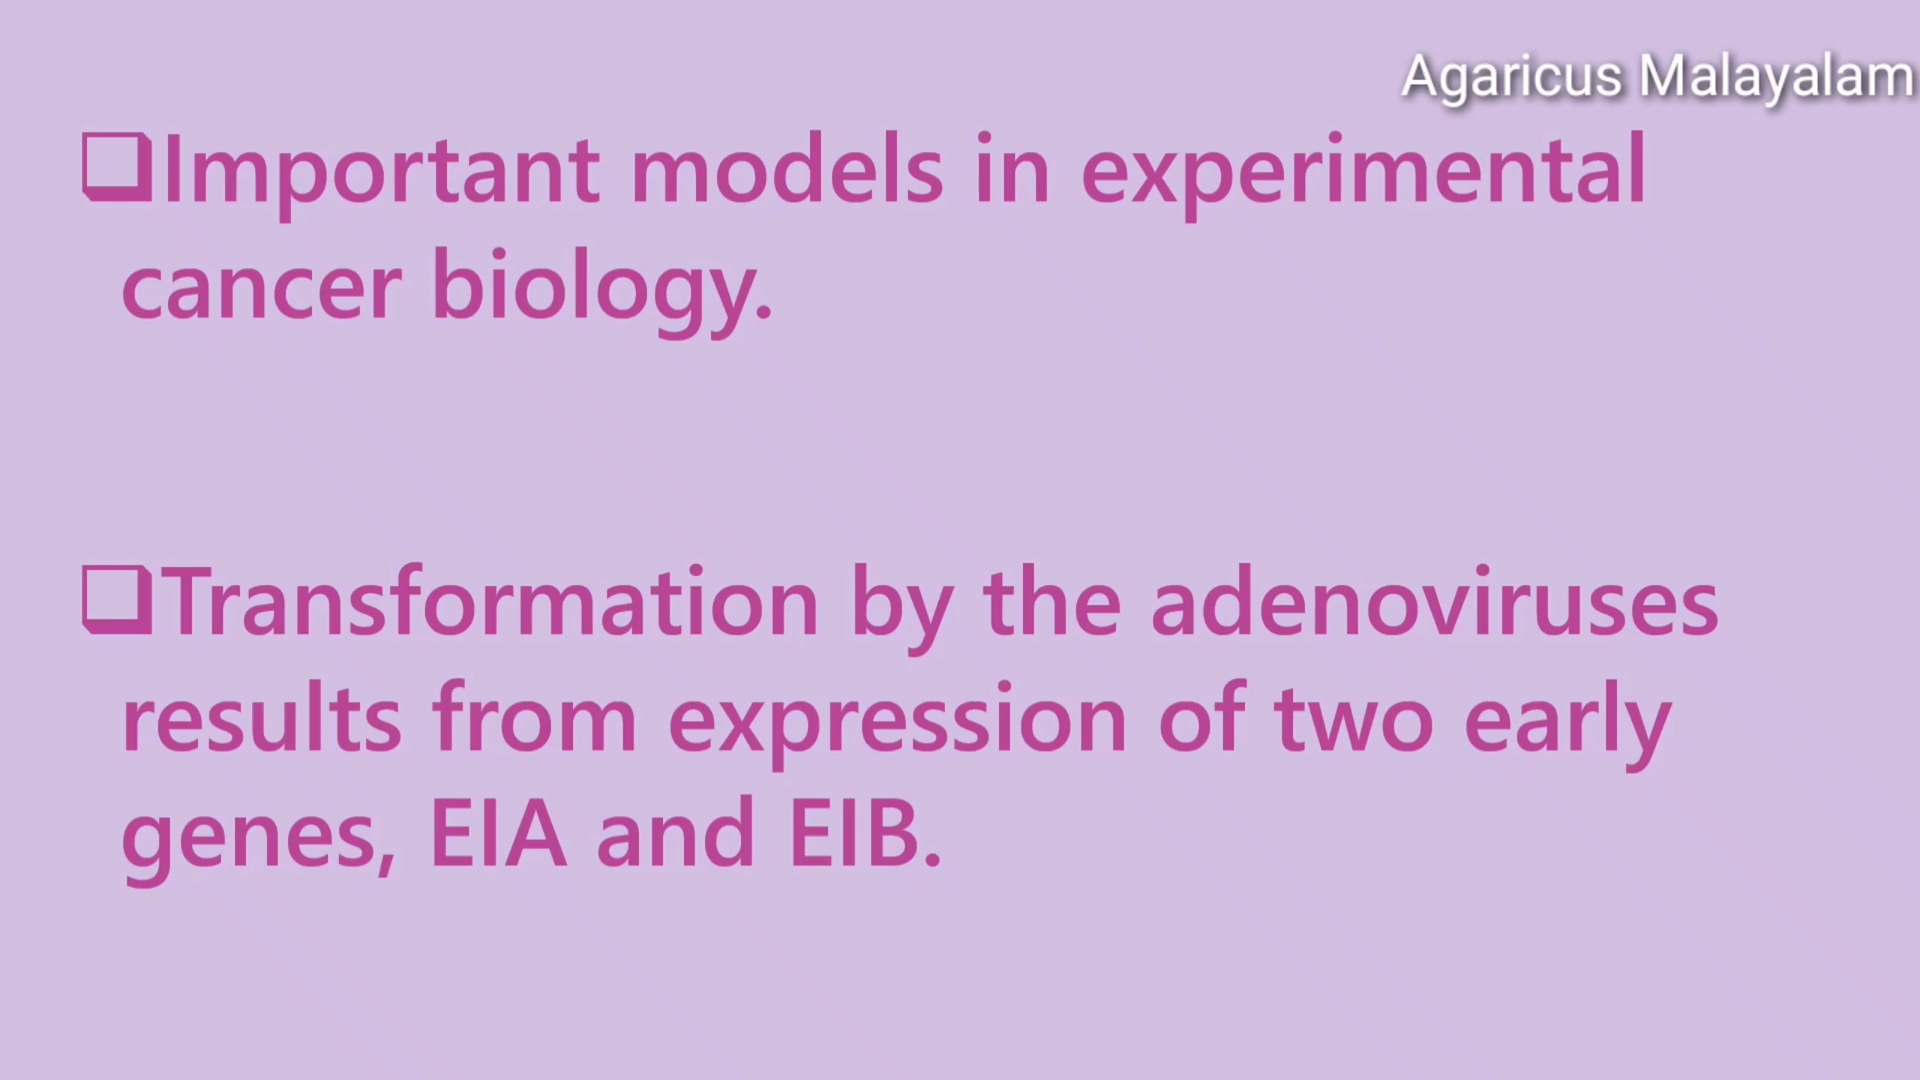 Agaricus Malayalam
❑Important models in experimental
cancer biology.
❑Transformation by the adenoviruses
results from expression of two early
genes, EIA and EIB.